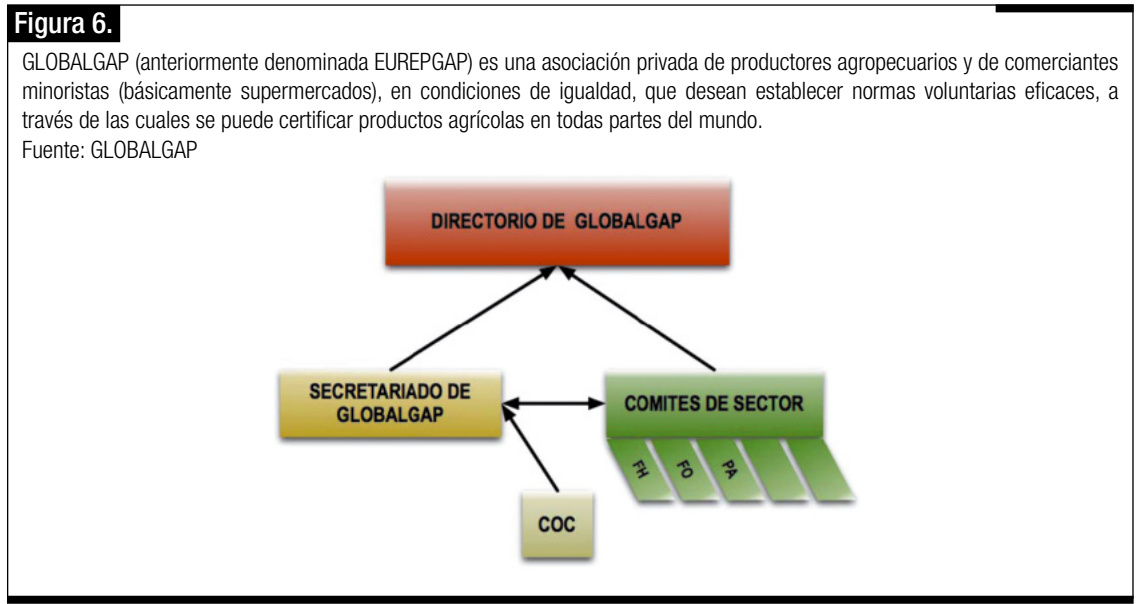 Figura 6.
GLOBALGAP (anteriormente denominada EUREPGAP) es una asociación privada de productores agropecuarios y de comerciantes
minoristas (básicamente supermercados), en condiciones de igualdad, que desean establecer normas voluntarias eficaces, a
través de las cuales se puede certificar productos agrícolas en todas partes del mundo.
Fuente: GLOBALGAP
DIRECTORIO DE GLOBALGAP
SECRETARIADO DE
GLOBALGAP
COMITES DE SECTOR
FH
FO
PA
COC